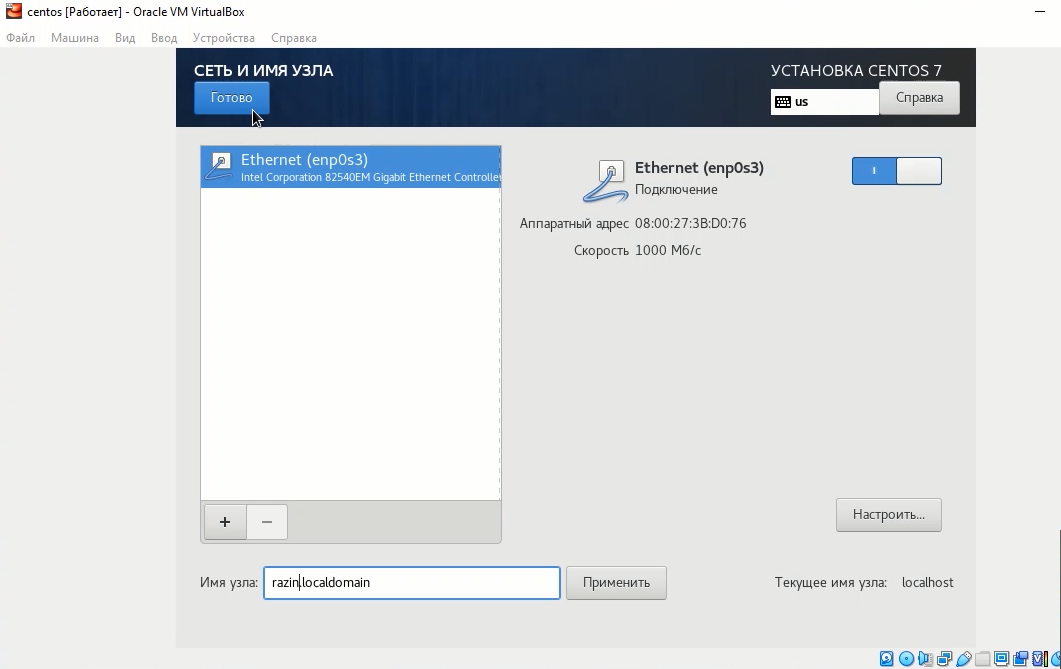 centos [Работает] - Oracle VM VirtualBox
Файл Машина Вид Ввод Устройства Справка
СЕТЬ И ИМЯ УЗЛА
УСТАНОВКА CENTOS 7
Готово
us
Справка
Ethernet (enp0s3)
Intel Corporation 82540EM Gigabit Ethernet Controlle
Ethernet (enp0s3)
Подключение
Аппаратный адрес 08:00:27:3B:D0:76
Скорость 1000 Мб/с
+ −
Настроить...
Имя узла: razin.localdomain
Применить
Текущее имя узла: localhost